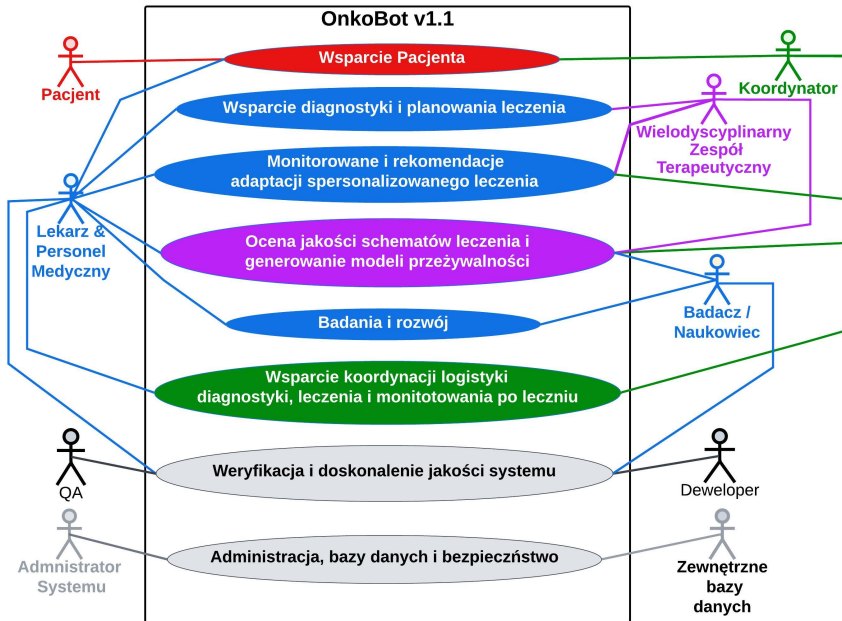 OnkoBot v1.1
Wsparcie Pacjenta
Pacjent
Koordynator
Wsparcie diagnostyki i planowania leczenia
Wielodyscyplinarny
Zespół
Terapeutyczny
Monitorowane i rekomendacje
adaptacji spersonalizowanego leczenia
Lekarz &
Personel
Medyczny
Ocena jakości schematów leczenia i
generowanie modeli przeżywalności
Badacz /
Naukowiec
Badania i rozwój
Wsparcie koordynacji logistyki
diagnostyki, leczenia i monitotowania po leczniu
Weryfikacja i doskonalenie jakości systemu
QA
Deweloper
Administracja, bazy danych i bezpieczństwo
Admnistrator
Systemu
Zewnętrzne
bazy
danych